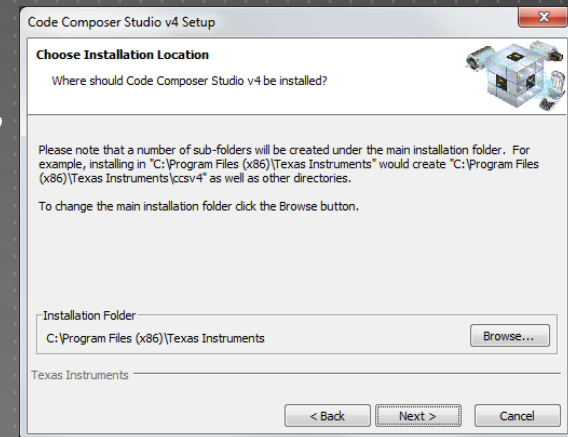 Code Composer Studio v4 Setup
Choose Installation Location
Where should Code Composer Studio v4 be installed?
Please note that a number of sub-folders will be created under the main installation folder. For
example, installing in "C:\Program Files (x86)\Texas Instruments" would create "C:\Program Files
(x86)\Texas Instruments\ccsv4" as well as other directories.
To change the main installation folder click the Browse button.
Installation Folder
C:\Program Files (x86)\Texas Instruments
Browse...
Texas Instruments
< Back Next > Cancel